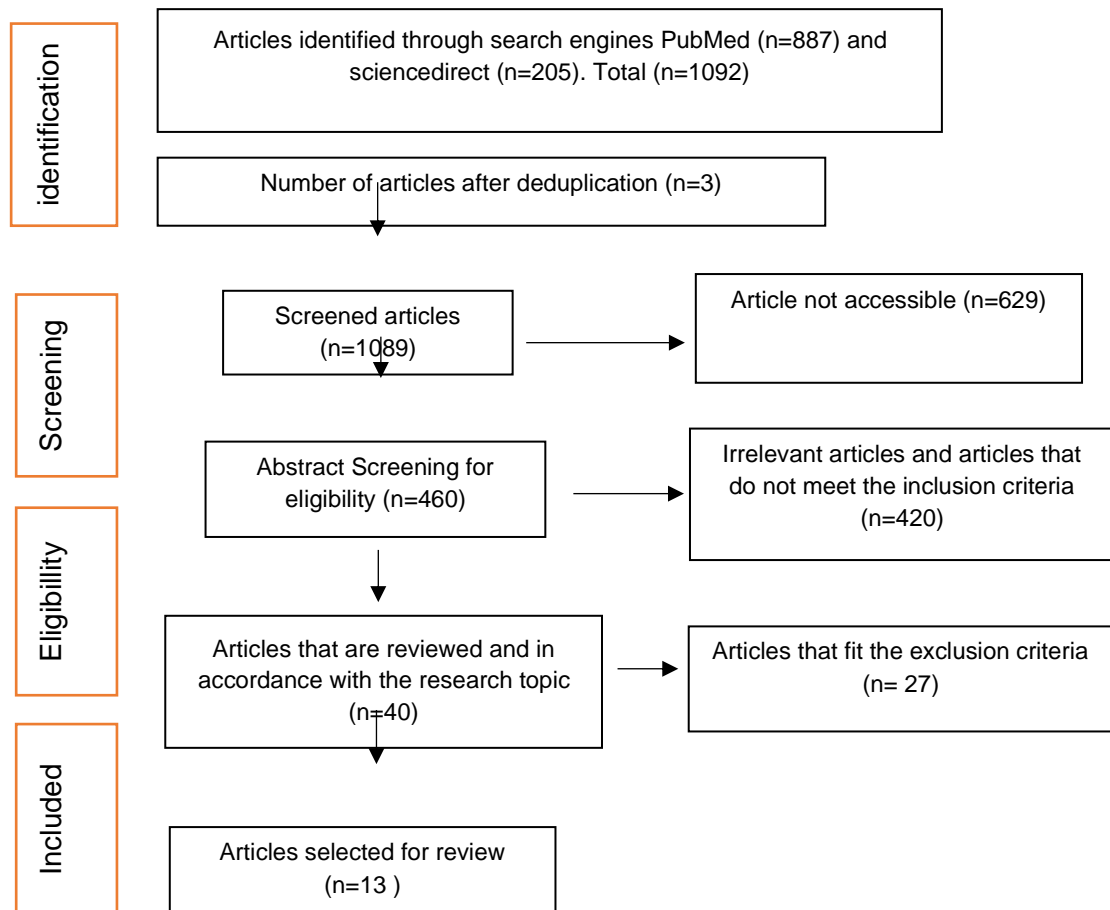 identification
Articles identified through search engines PubMed (n=887) and
sciencedirect (n=205). Total (n=1092)
Number of articles after deduplication (n=3)
Screening
Screened articles
(n=1089)
Article not accessible (n=629)
Abstract Screening for
eligibility (n=460)
Irrelevant articles and articles that
do not meet the inclusion criteria
(n=420)
Eligibillity
Articles that are reviewed and in
accordance with the research topic
(n=40)
Articles that fit the exclusion criteria
(n= 27)
Included
Articles selected for review
(n=13 )